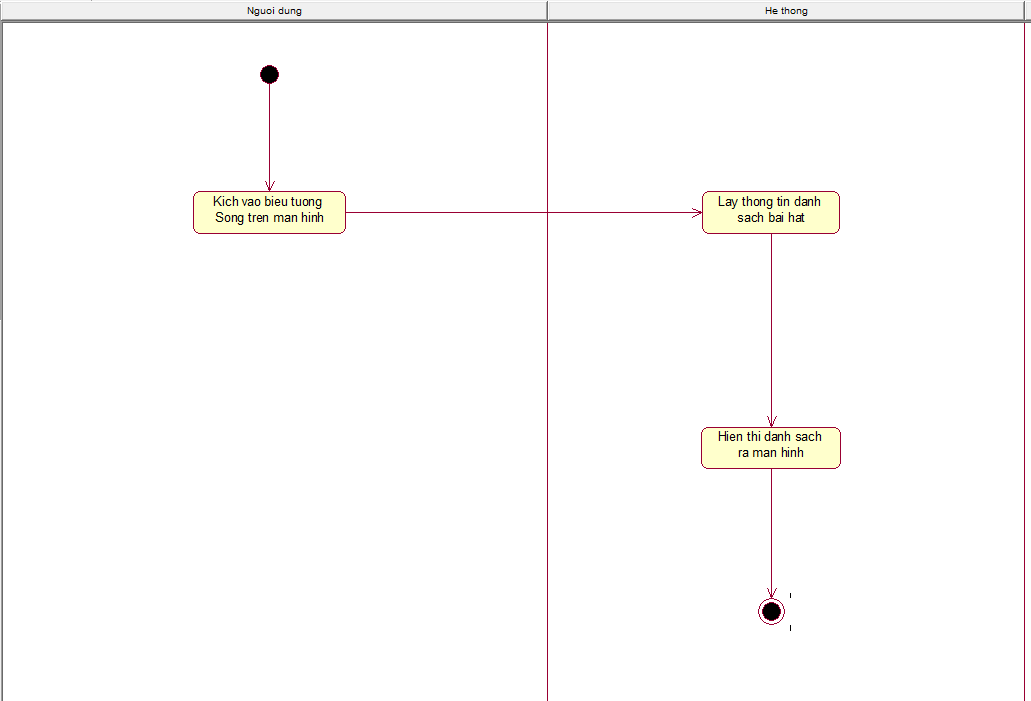 Nguoi dung
He thong
Kich vao bieu tuong
Song tren man hinh
Lay thong tin danh
sach bai hat
Hien thi danh sach
ra man hinh